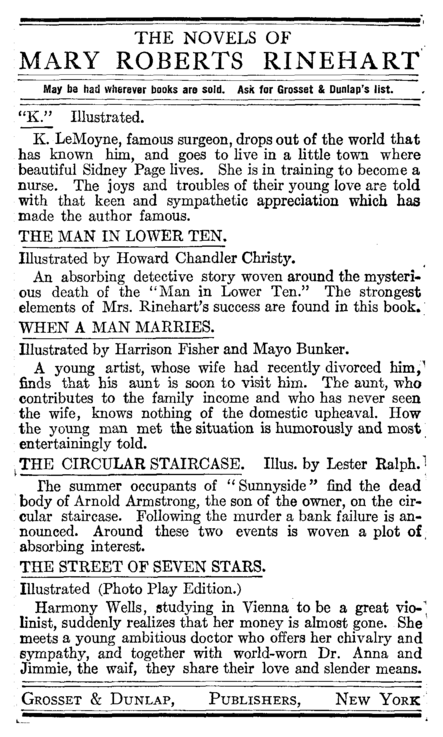 THE NOVELS OF
MARY ROBERTS RINEHART
May be had wherever books are sold. Ask for Grosset & Dunlap's list.
"K." Illustrated.
K. LeMoyne, famous surgeon, drops out of the world that
has known him, and goes to live in a little town where
beautiful Sidney Page lives. She is in training to become a
nurse. The joys and troubles of their young love are told
with that keen and sympathetic appreciation which has
made the author famous.
THE MAN IN LOWER TEN.
Illustrated by Howard Chandler Christy.
An absorbing detective story woven around the mysteri-
ous death of the "Man in Lower Ten." The strongest
elements of Mrs. Rinehart's success are found in this book.
WHEN A MAN MARRIES.
Illustrated by Harrison Fisher and Mayo Bunker.
A young artist, whose wife had recently divorced him,
finds that his aunt is soon to visit him. The aunt, who
contributes to the family income and who has never seen
the wife, knows nothing of the domestic upheaval. How
the young man met the situation is humorously and most
entertainingly told.
THE CIRCULAR STAIRCASE. Illus. by Lester Ralph.
The summer occupants of "Sunnyside" find the dead
body of Arnold Armstrong, the son of the owner, on the cir-
cular staircase. Following the murder a bank failure is an-
nounced. Around these two events is woven a plot of
absorbing interest.
THE STREET OF SEVEN STARS.
Illustrated (Photo Play Edition.)
Harmony Wells, studying in Vienna to be a great vio-
linist, suddenly realizes that her money is almost gone. She
meets a young ambitious doctor who offers her chivalry and
sympathy, and together with world-worn Dr. Anna and
Jimmie, the waif, they share their love and slender means.
GROSSET & DUNLAP, PUBLISHERS, NEW YORK